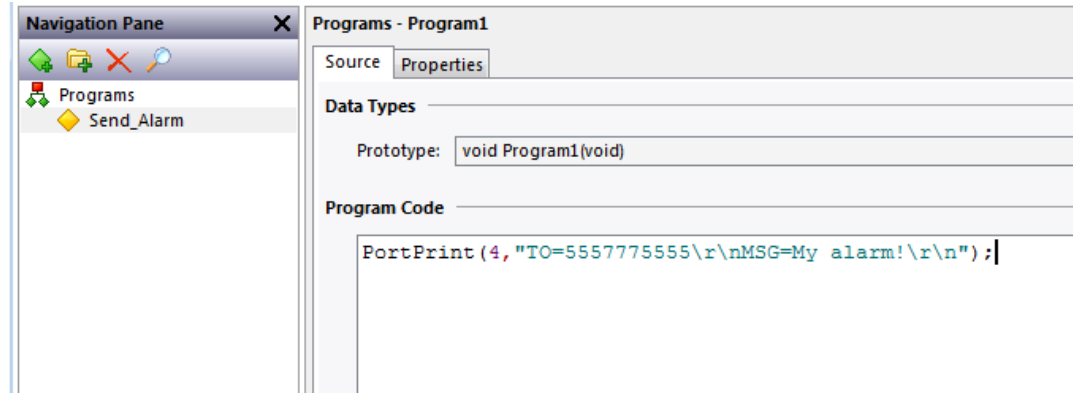 Navigation Pane
Programs
Send_Alarm
Programs - Program1
Source Properties
Data Types
Prototype: void Program1(void)
Program Code
PortPrint(4,"TO=5557775555\r\nMSG=My alarm!\r\n");